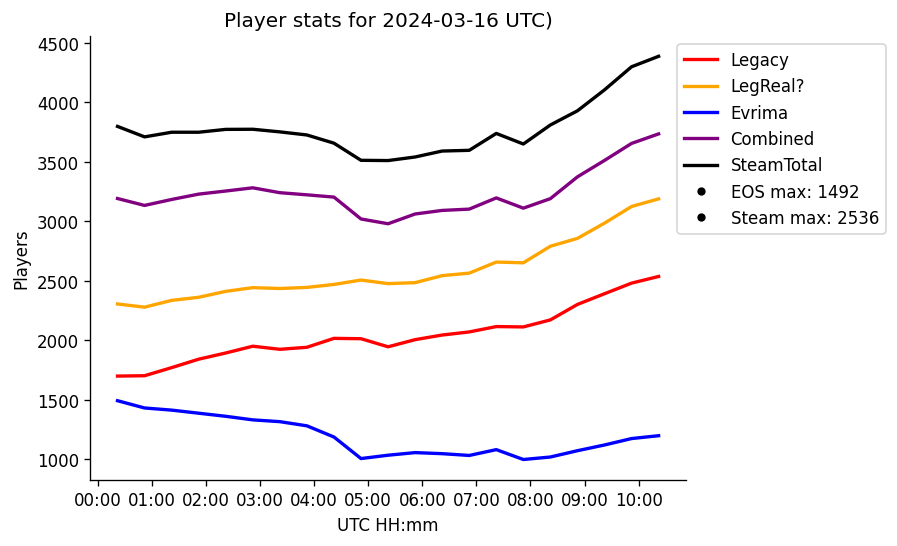 Player stats for 2024-03-16 UTC)
4500
4000
3500
3000
2500
2000
1500
1000
Players
00:00 01:00 02:00 03:00 04:00 05:00 06:00 07:00 08:00 09:00 10:00
UTC HH:mm
Legacy
LegReal?
Evrima
Combined
SteamTotal
EOS max: 1492
Steam max: 2536